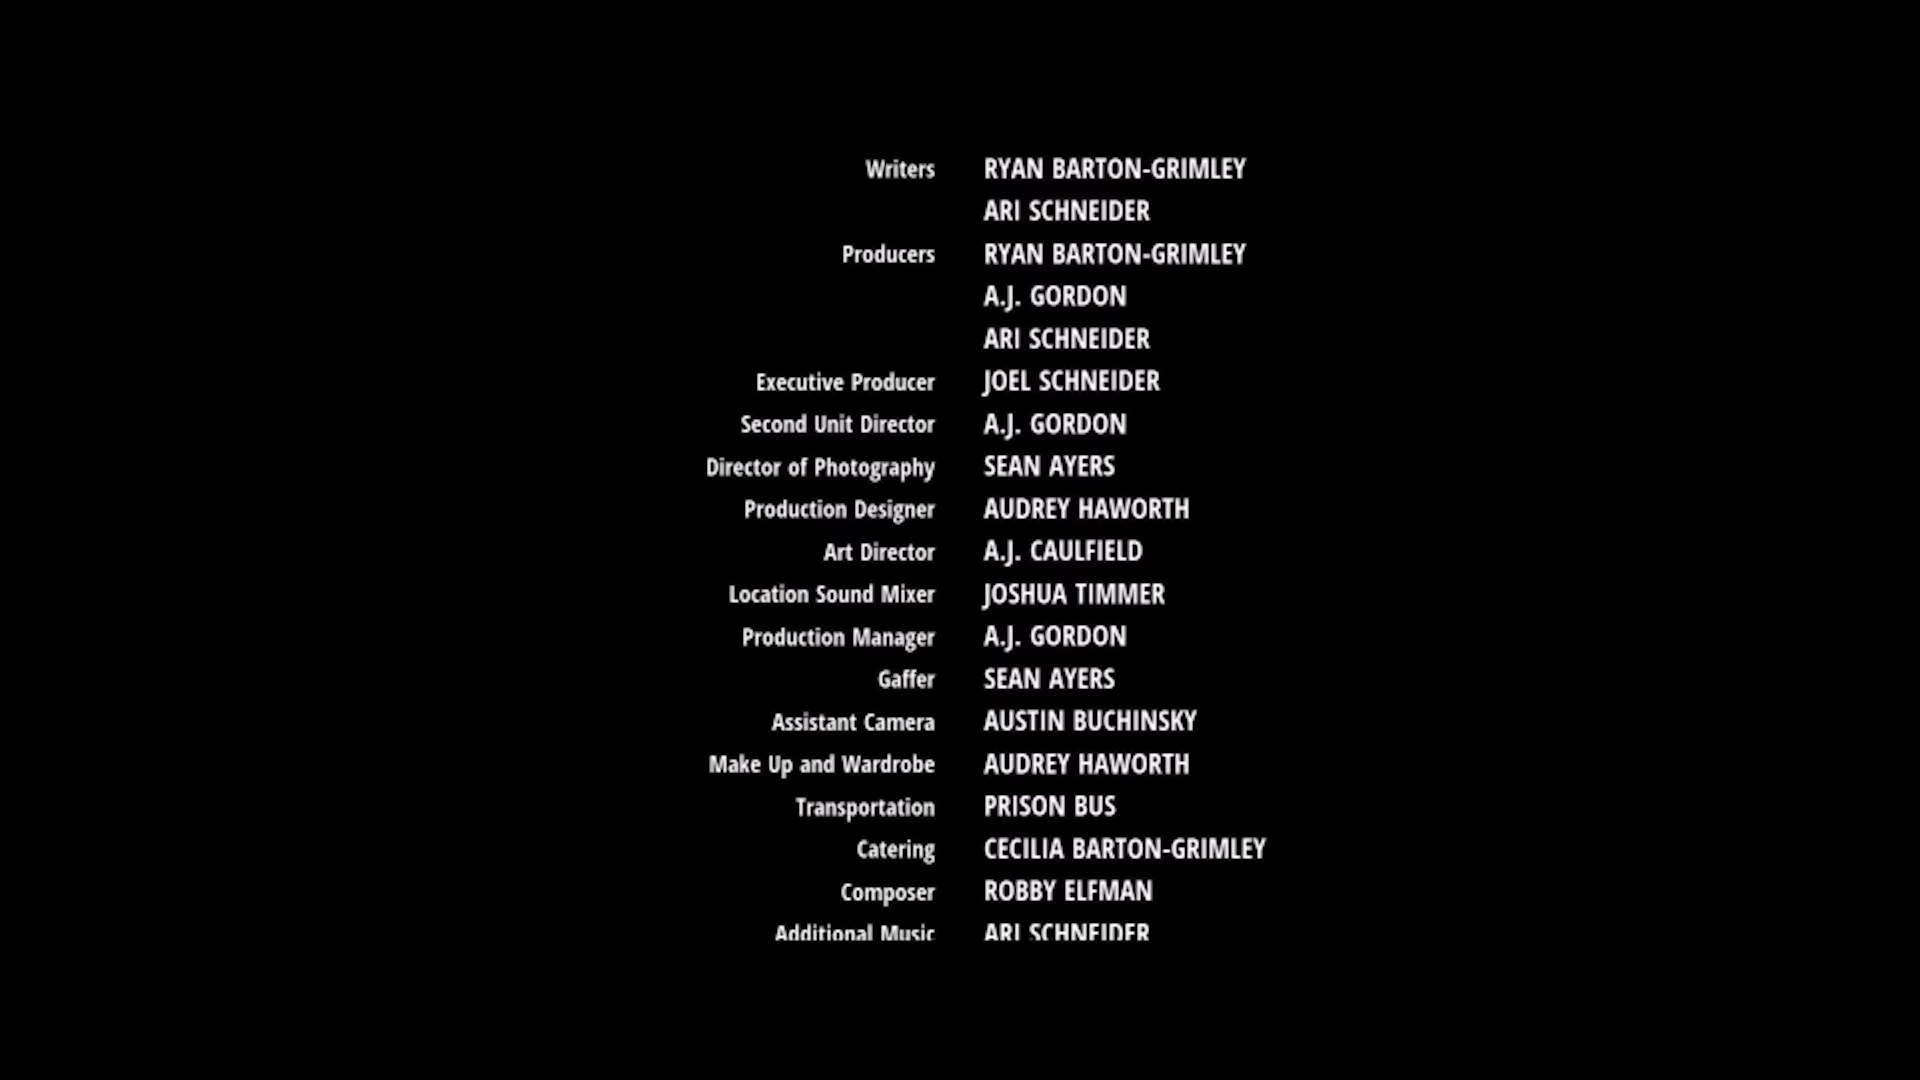 Writers RYAN BARTON-GRIMLEY
ARI SCHNEIDER
Producers RYAN BARTON-GRIMLEY
A.J. GORDON
ARI SCHNEIDER
Executive Producer JOEL SCHNEIDER
Second Unit Director A.J. GORDON
Director of Photography SEAN AYERS
Production Designer AUDREY HAWORTH
Art Director A.J. CAULFIELD
Location Sound Mixer JOSHUA TIMMER
Production Manager A.J. GORDON
Gaffer SEAN AYERS
Assistant Camera AUSTIN BUCHINSKY
Make Up and Wardrobe AUDREY HAWORTH
Transportation PRISON BUS
Catering CECILIA BARTON-GRIMLEY
Composer ROBBY ELFMAN
Additional Music ARI SCHNEIDER